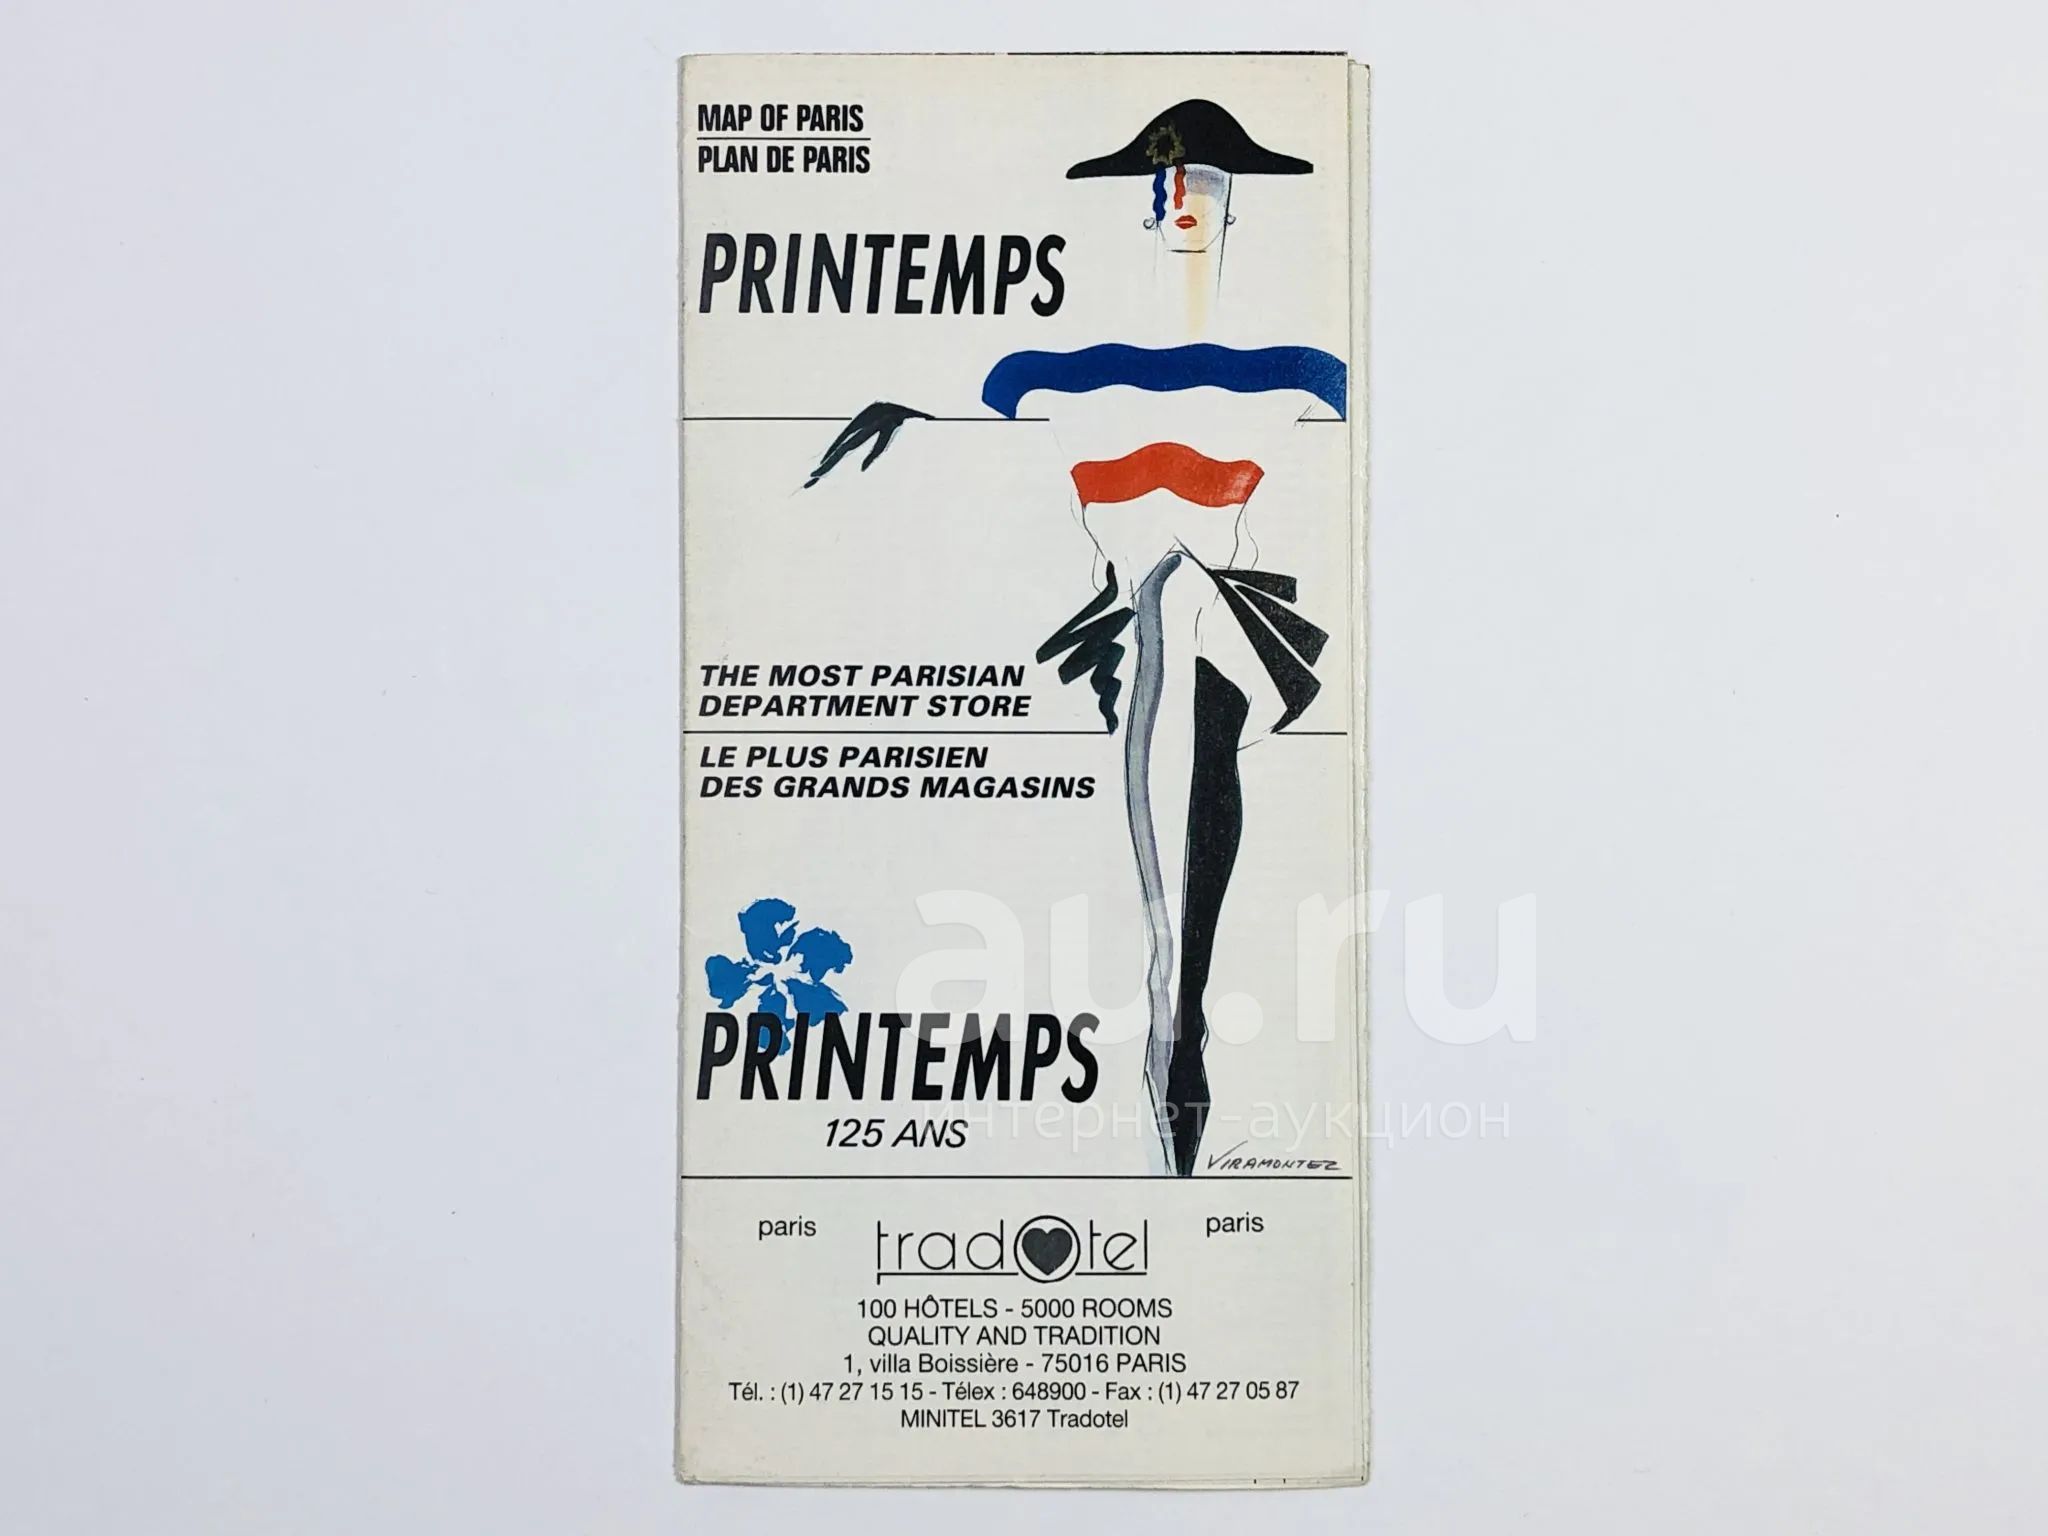 MAP OF PARIS
PLAN DE PARIS
PRINTEMPS
THE MOST PARISIAN
DEPARTMENT STORE
LE PLUS PARISIEN
DES GRANDS MAGASINS
PRINTEMPS
125 ANS
VIRAMONTEZ
paris
tradotel
paris
100 HÔTELS - 5000 ROOMS
QUALITY AND TRADITION
1, villa Boissière - 75016 PARIS
Tél. : (1) 47 27 15 15 - Télex : 648900 - Fax : (1) 47 27 05 87
MINITEL 3617 Tradotel
au.ru
интернет-аукцион